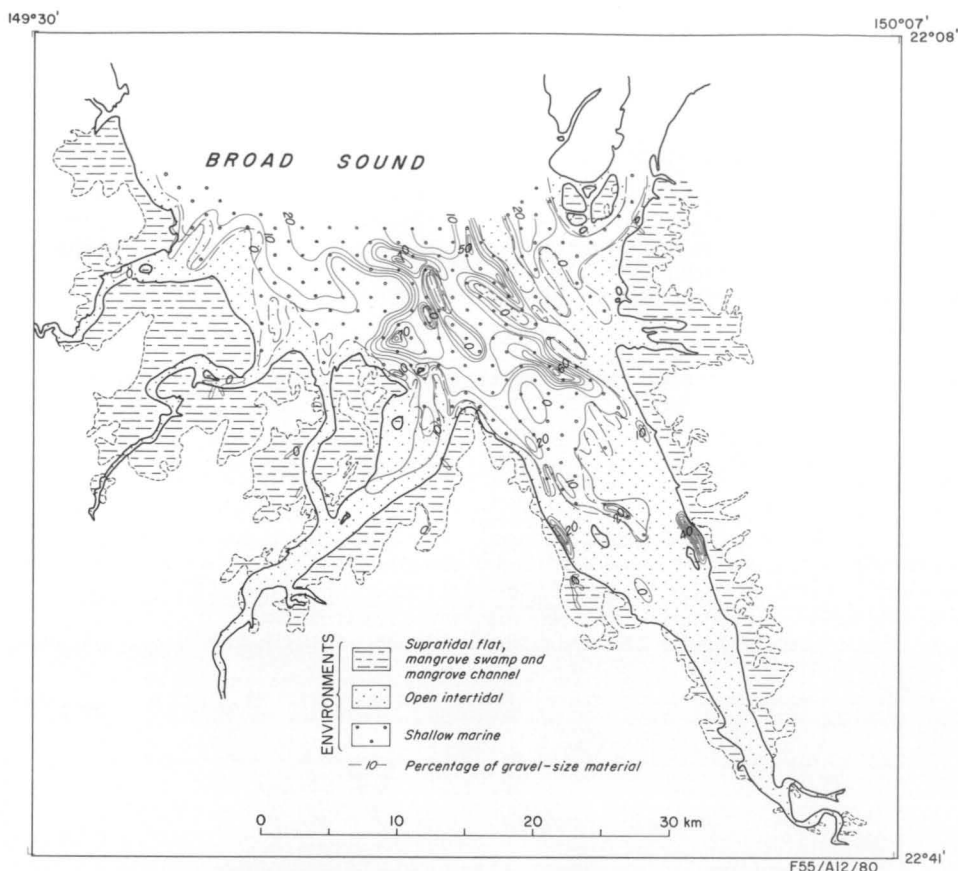 149°30'
150°07'
22°08'
BROAD SOUND
20
10
10
20
50
ENVIRONMENTS
Supratidal flat,
mangrove swamp and
mangrove channel
Open intertidal
Shallow marine
10 Percentage of gravel-size material
0 10 20 30 km
22°41'
F55/A12/80